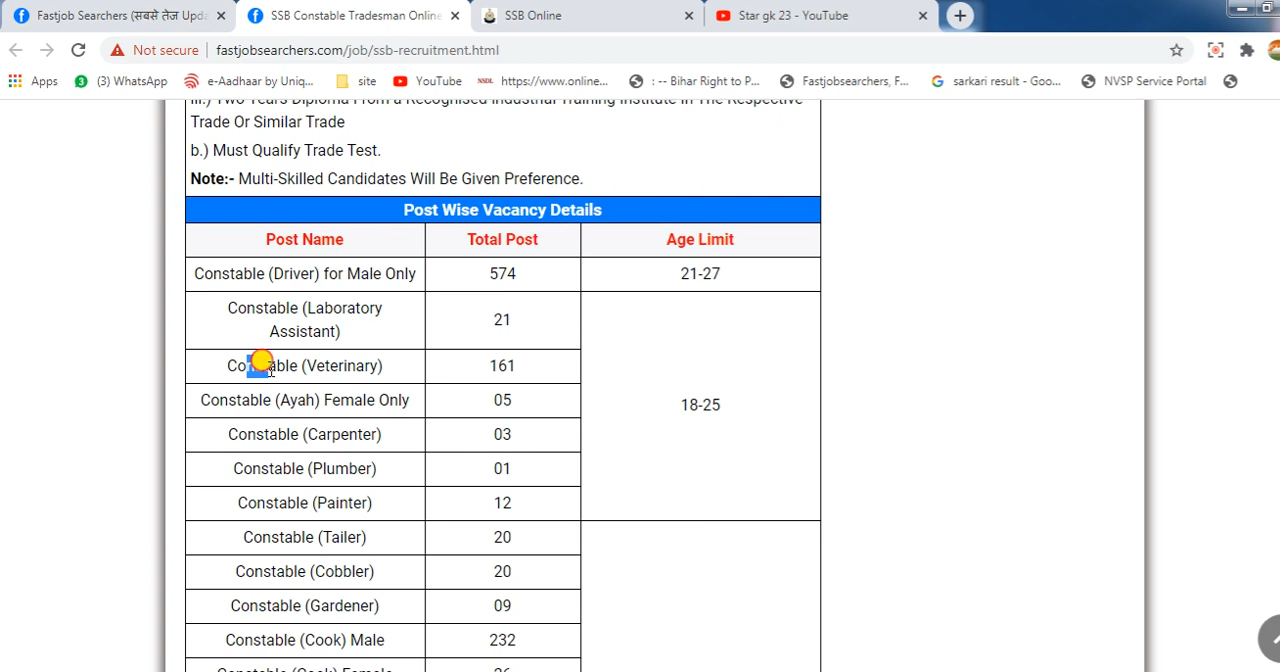 Fastjob Searchers (सबसे तेज Upda
SSB Constable Tradesman Online
SSB Online
Star gk 23 - YouTube
Not secure
fastjobsearchers.com/job/ssb-recruitment.html
Apps
(3) WhatsApp
e-Aadhaar by Uniq...
site
YouTube
NSDL https://www.online...
: -- Bihar Right to P...
Fastjobsearchers, F...
sarkari result - Goo...
NVSP Service Portal
iii.) Two Years Diploma From a Recognised Industrial Training Institute In The Respective
Trade Or Similar Trade
b.) Must Qualify Trade Test.
Note:- Multi-Skilled Candidates Will Be Given Preference.
Post Wise Vacancy Details
Post Name Total Post Age Limit
Constable (Driver) for Male Only 574 21-27
Constable (Laboratory
Assistant) 21
Constable (Veterinary) 161
Constable (Ayah) Female Only 05
18-25
Constable (Carpenter) 03
Constable (Plumber) 01
Constable (Painter) 12
Constable (Tailer) 20
Constable (Cobbler) 20
Constable (Gardener) 09
Constable (Cook) Male 232
Constable (Cook) Female 26